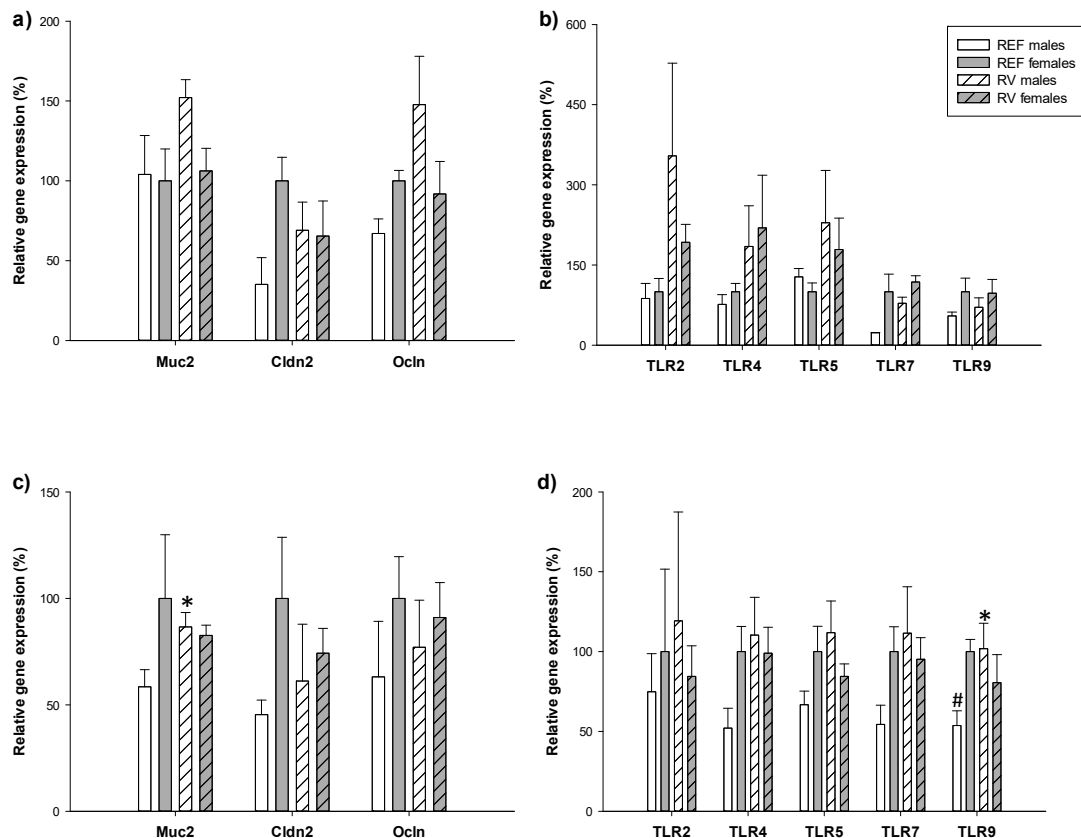 a)
200
150
100
50
0
Relative gene expression (%)
Muc2 Cldn2 Ocln
b)
600
450
300
150
0
Relative gene expression (%)
TLR2 TLR4 TLR5 TLR7 TLR9
REF males
REF females
RV males
RV females
c)
150
100
50
0
Relative gene expression (%)
*
Muc2 Cldn2 Ocln
d)
200
150
100
50
0
Relative gene expression (%)
# *
TLR2 TLR4 TLR5 TLR7 TLR9